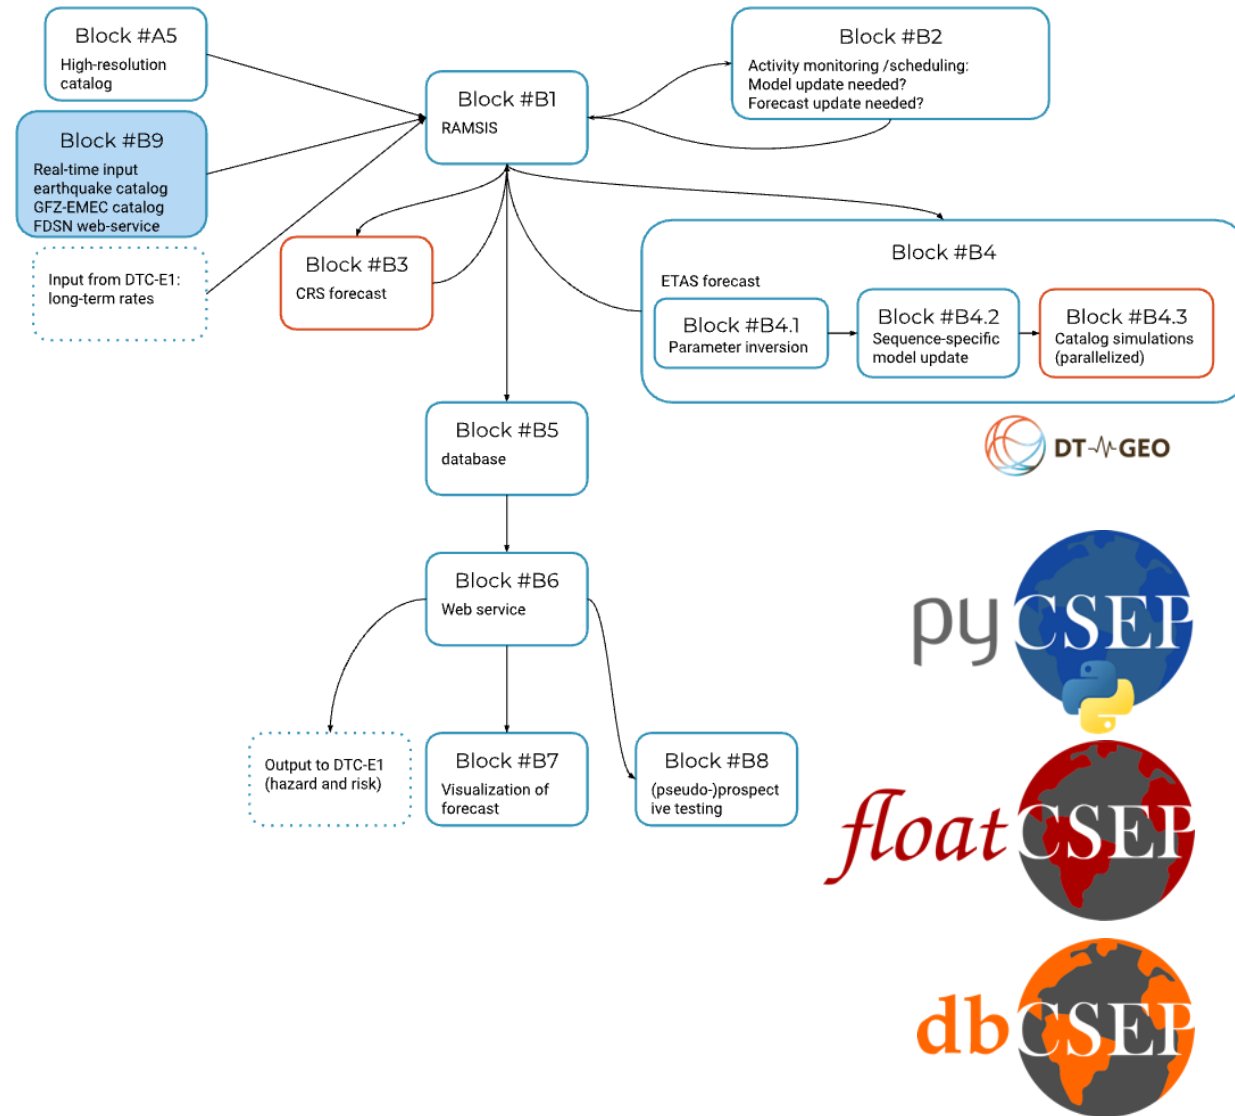 Block #A5
High-resolution
catalog
Block #B9
Real-time input
earthquake catalog
GFZ-EMEC catalog
FDSN web-service
Input from DTC-E1:
long-term rates
Block #B1
RAMSIS
Block #B2
Activity monitoring /scheduling:
Model update needed?
Forecast update needed?
Block #B3
CRS forecast
Block #B4
ETAS forecast
Block #B4.1
Parameter inversion
Block #B4.2
Sequence-specific
model update
Block #B4.3
Catalog simulations
(parallelized)
Block #B5
database
DT GEO
Block #B6
Web service
pyCSEP
Output to DTC-E1
(hazard and risk)
Block #B7
Visualization of
forecast
Block #B8
(pseudo-)prospect
ive testing
floatCSEP
dbCSEP